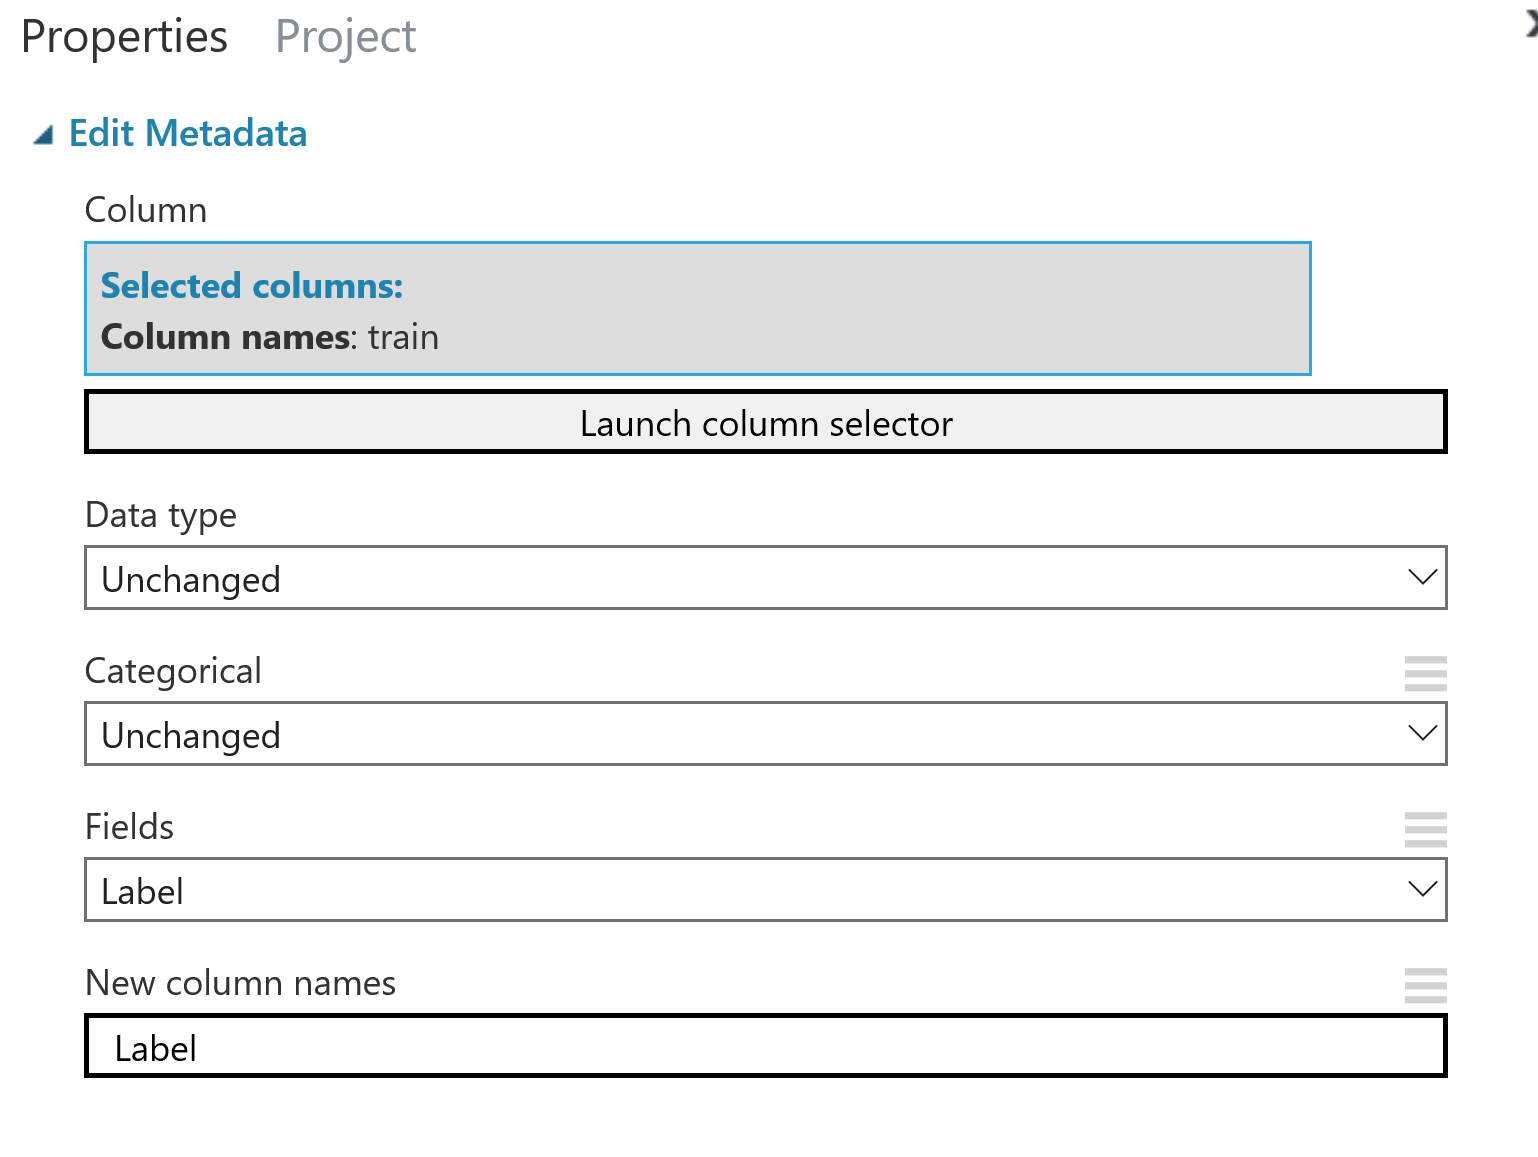 Properties Project
Edit Metadata
Column
Selected columns:
Column names: train
Launch column selector
Data type
Unchanged
Categorical
Unchanged
Fields
Label
New column names
Label